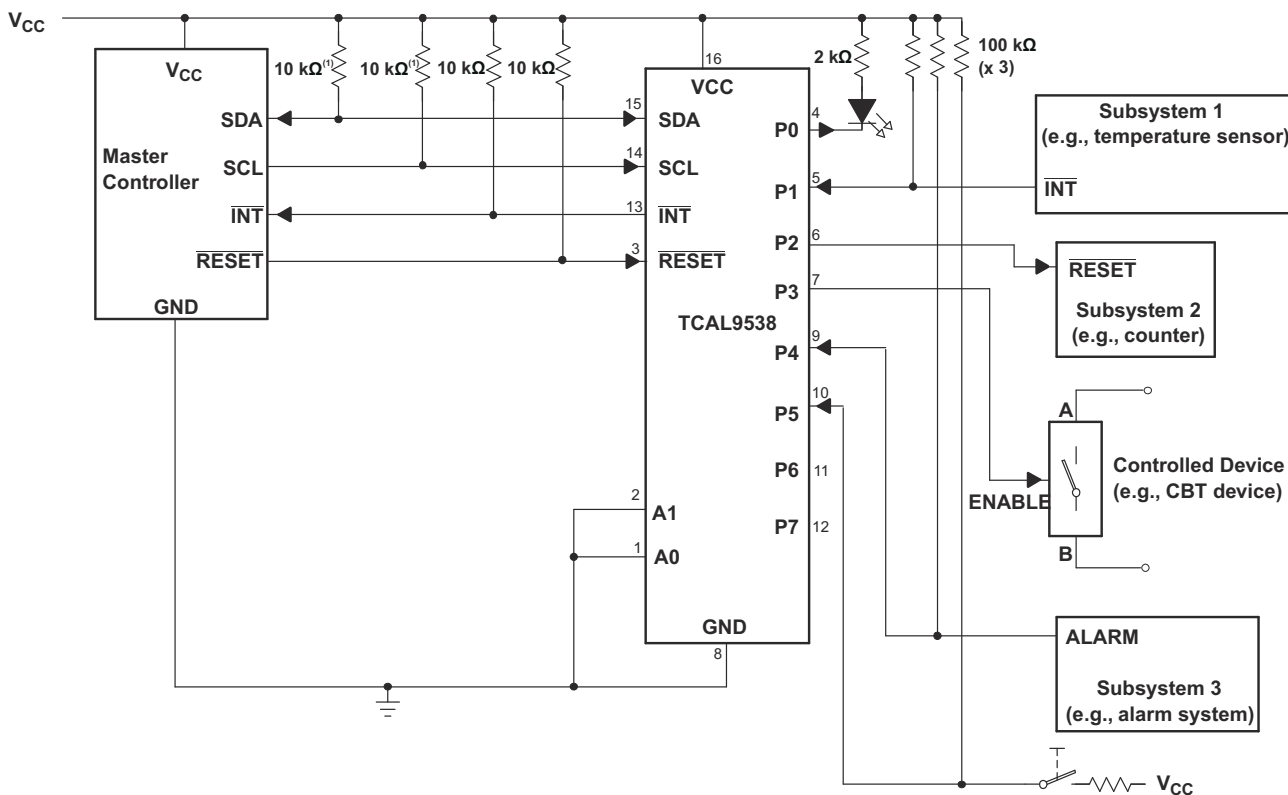 V_CC
V_CC
SDA
SCL
INT
RESET
GND
Master
Controller
10 kΩ(1)
10 kΩ(1)
10 kΩ
10 kΩ
15
14
13
3
2
1
16
VCC
SDA
SCL
INT
RESET
TCAL9538
A1
A0
GND
8
P0
P1
P2
P3
P4
P5
P6
P7
4
5
6
7
9
10
11
12
2 kΩ
100 kΩ
(x 3)
Subsystem 1
(e.g., temperature sensor)
INT
RESET
Subsystem 2
(e.g., counter)
A
ENABLE
B
Controlled Device
(e.g., CBT device)
ALARM
Subsystem 3
(e.g., alarm system)
V_CC